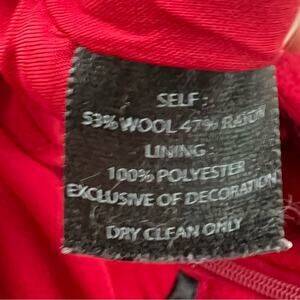 SELF:
53% WOOL 47% RAYON
LINING:
100% POLYESTER
EXCLUSIVE OF DECORATION
DRY CLEAN ONLY